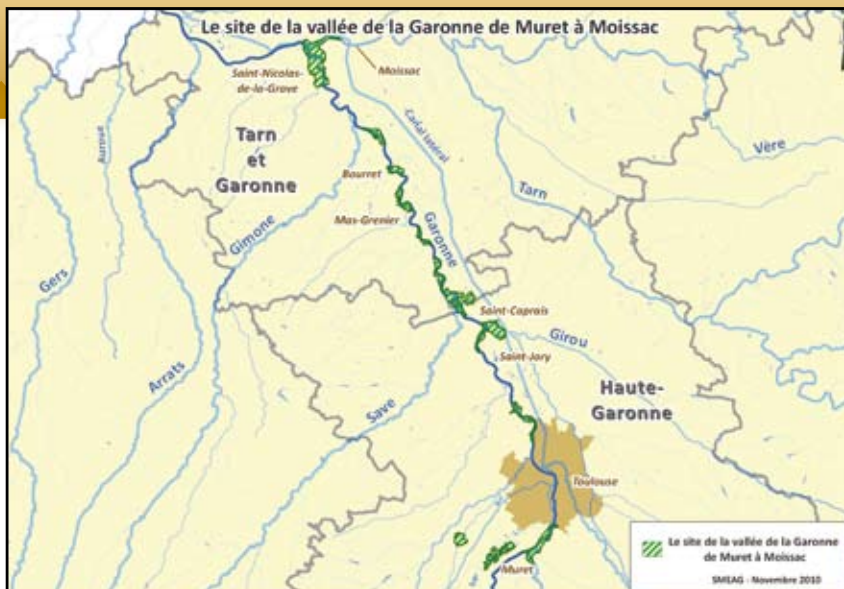 Le site de la vallée de la Garonne de Muret à Moissac
Saint-Nicolas-
de-la-Grave
Moissac
Canal latéral
Tarn
et
Garonne
Vère
Tarn
Bourret
Mas-Grenier
Garonne
Gimone
Gers
Arrats
Saint-Caprais
Girou
Saint-Jory
Save
Haute-
Garonne
Toulouse
Muret
Le site de la vallée de la Garonne
de Muret à Moissac
SMEAG - Novembre 2010